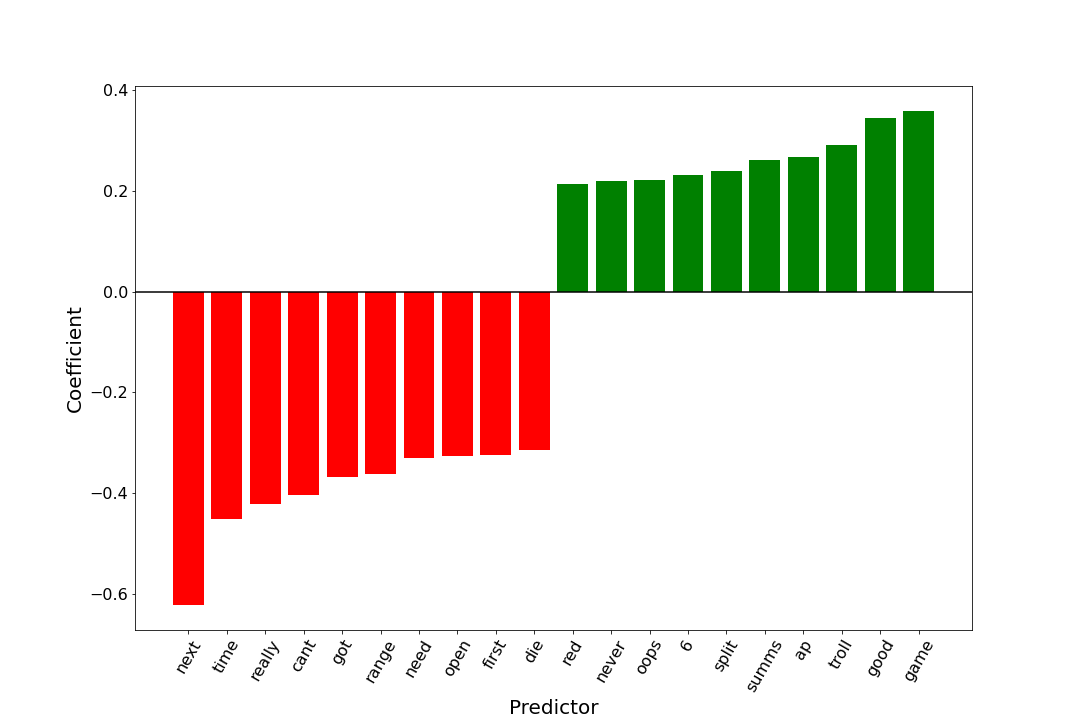 0.4
0.2
0.0
−0.2
−0.4
−0.6
Coefficient
next time really cant got range need open first die red never oops 6 split summs ap troll good game
Predictor